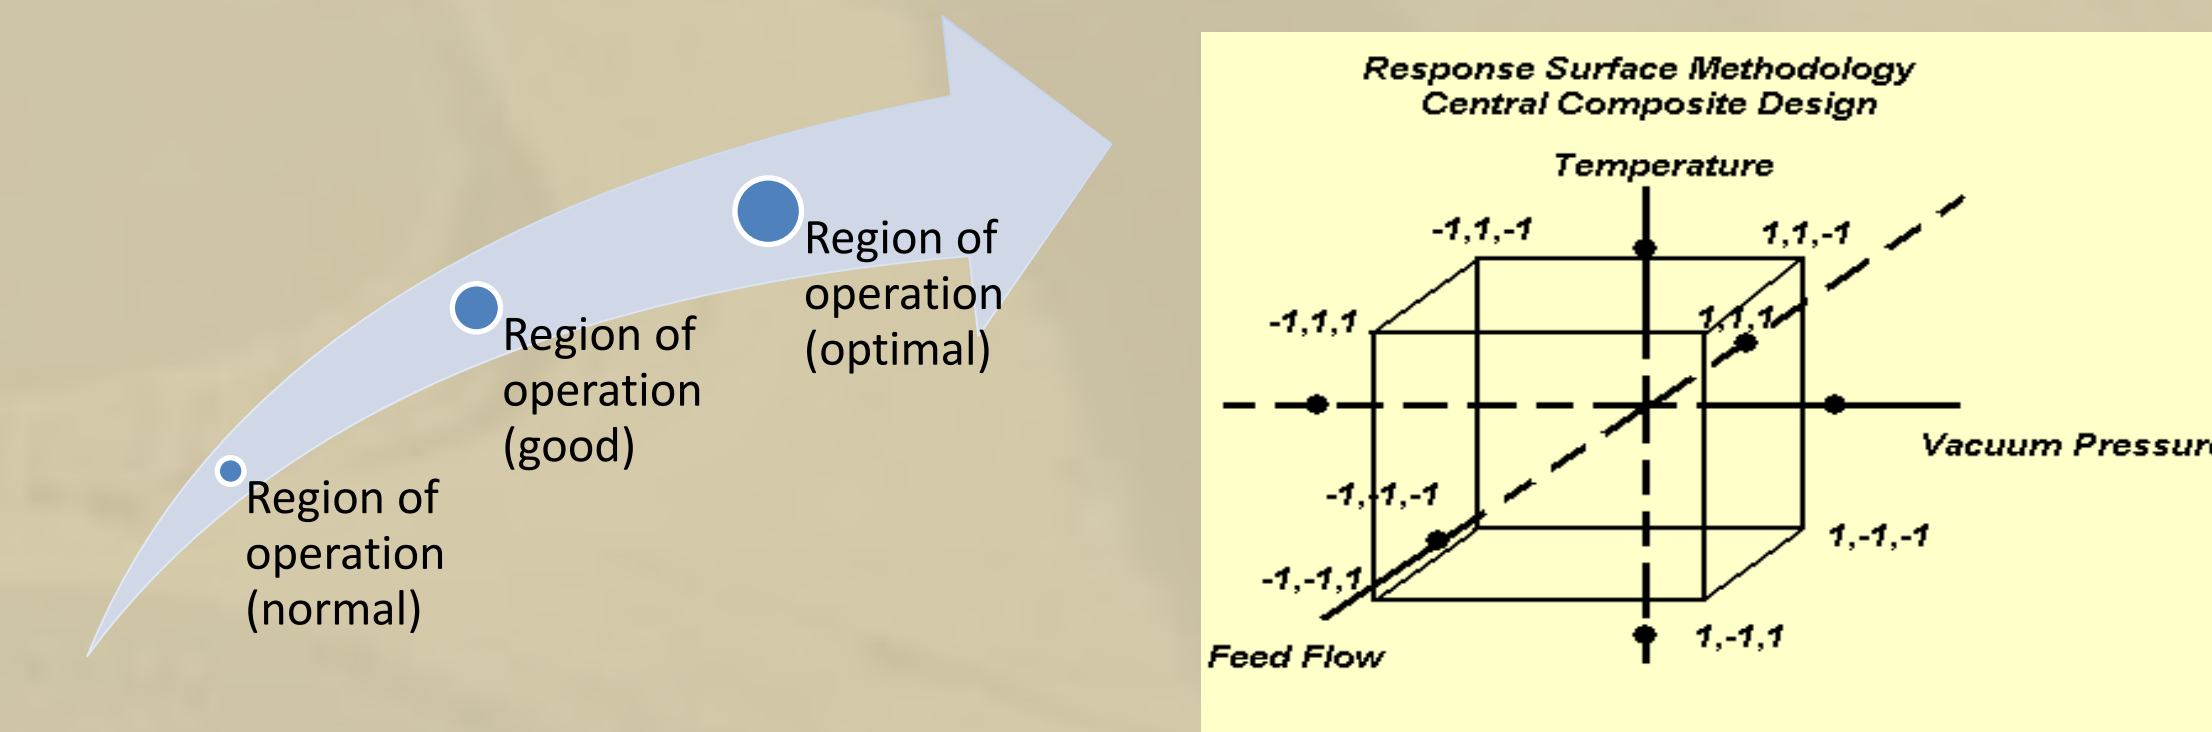 Region of
operation
(normal)
Region of
operation
(good)
Region of
operation
(optimal)
Response Surface Methodology
Central Composite Design
Temperature
-1,1,-1
1,1,-1
-1,1,1
1,1,1
Vacuum Pressure
-1,-1,-1
1,-1,-1
-1,-1,1
1,-1,1
Feed Flow